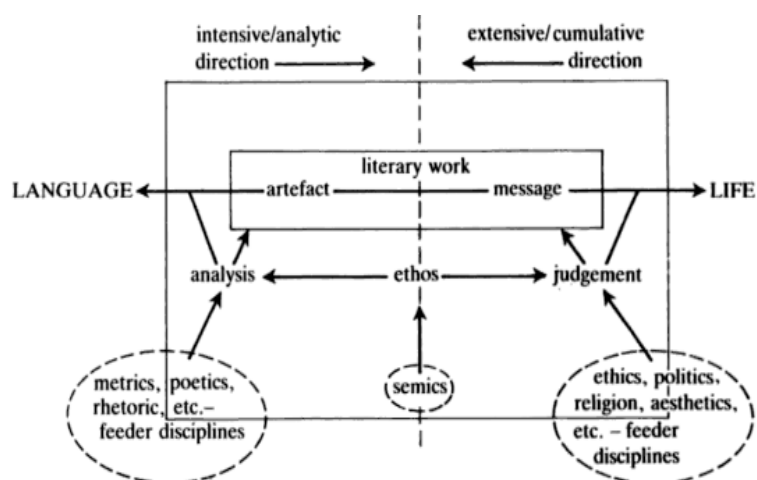 intensive/analytic
direction
extensive/cumulative
direction
literary work
LANGUAGE
artefact
message
LIFE
analysis
ethos
judgement
metrics, poetics,
rhetoric, etc.–
feeder disciplines
semics
ethics, politics,
religion, aesthetics,
etc. – feeder
disciplines